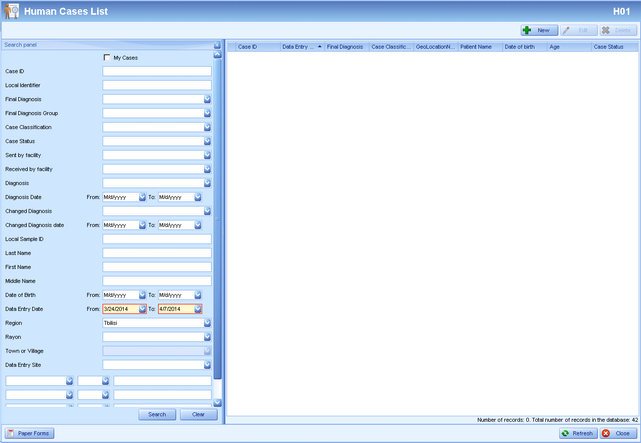 Human Cases List H01
New Edit Delete
Search panel
Case ID Data Entry ... Final Diagnosis Case Classific... GeoLocationN... Patient Name Date of birth Age Case Status
My Cases
Case ID
Local Identifier
Final Diagnosis
Final Diagnosis Group
Case Classification
Case Status
Sent by facility
Received by facility
Diagnosis
Diagnosis Date From: M/d/yyyy To: M/d/yyyy
Changed Diagnosis
Changed Diagnosis date From: M/d/yyyy To: M/d/yyyy
Local Sample ID
Last Name
First Name
Middle Name
Date of Birth From: M/d/yyyy To: M/d/yyyy
Data Entry Date From: 3/24/2014 To: 4/7/2014
Region Tbilisi
Rayon
Town or Village
Data Entry Site
Search Clear
Number of records: 0. Total number of records in the database: 42
Paper Forms Refresh Close